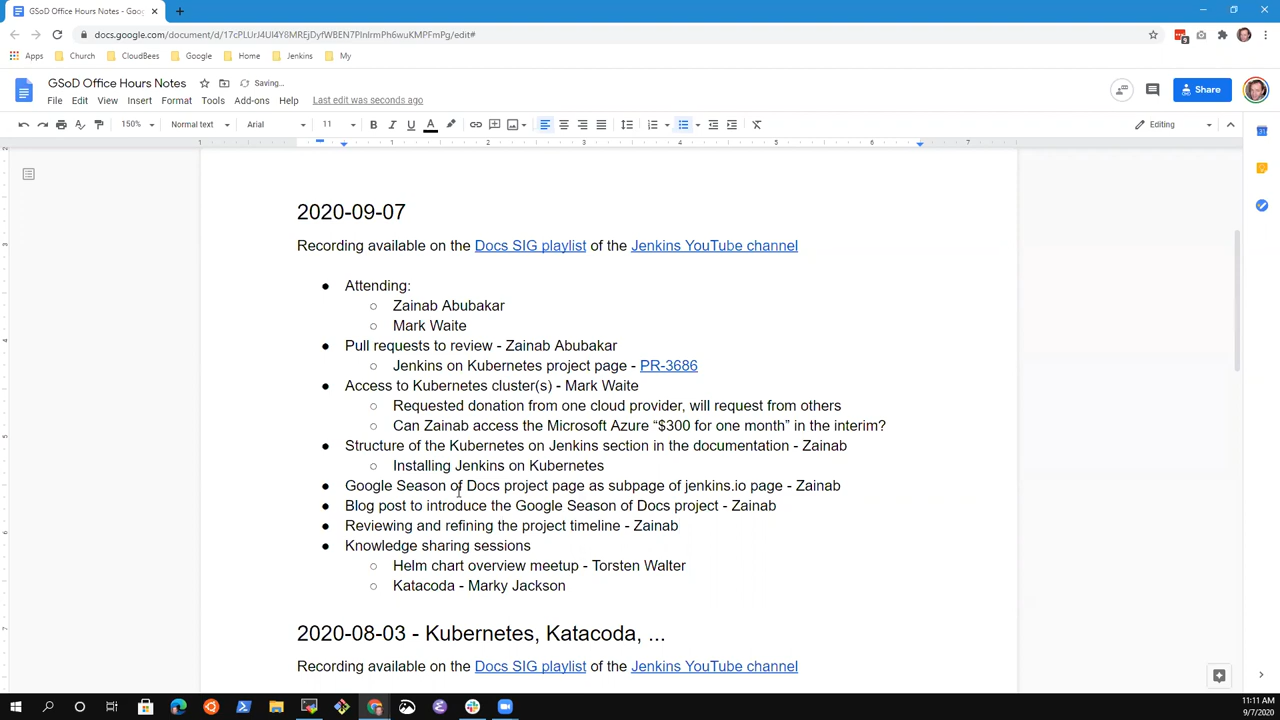 GSoD Office Hours Notes - Goo
docs.google.com/document/d/17cPLUrJ4UI4Y8MREjDyfWBEN7PlnIrmPh6wuKMPFmPg/edit#
Apps Church CloudBees Google Home Jenkins My
GSoD Office Hours Notes Saving...
File Edit View Insert Format Tools Add-ons Help Last edit was seconds ago
Share
150% Normal text Arial 11 Editing
2020-09-07
Recording available on the Docs SIG playlist of the Jenkins YouTube channel
● Attending:
○ Zainab Abubakar
○ Mark Waite
● Pull requests to review - Zainab Abubakar
○ Jenkins on Kubernetes project page - PR-3686
● Access to Kubernetes cluster(s) - Mark Waite
○ Requested donation from one cloud provider, will request from others
○ Can Zainab access the Microsoft Azure “$300 for one month” in the interim?
● Structure of the Kubernetes on Jenkins section in the documentation - Zainab
○ Installing Jenkins on Kubernetes
● Google Season of Docs project page as subpage of jenkins.io page - Zainab
● Blog post to introduce the Google Season of Docs project - Zainab
● Reviewing and refining the project timeline - Zainab
● Knowledge sharing sessions
○ Helm chart overview meetup - Torsten Walter
○ Katacoda - Marky Jackson
2020-08-03 - Kubernetes, Katacoda, ...
Recording available on the Docs SIG playlist of the Jenkins YouTube channel
11:11 AM
9/7/2020